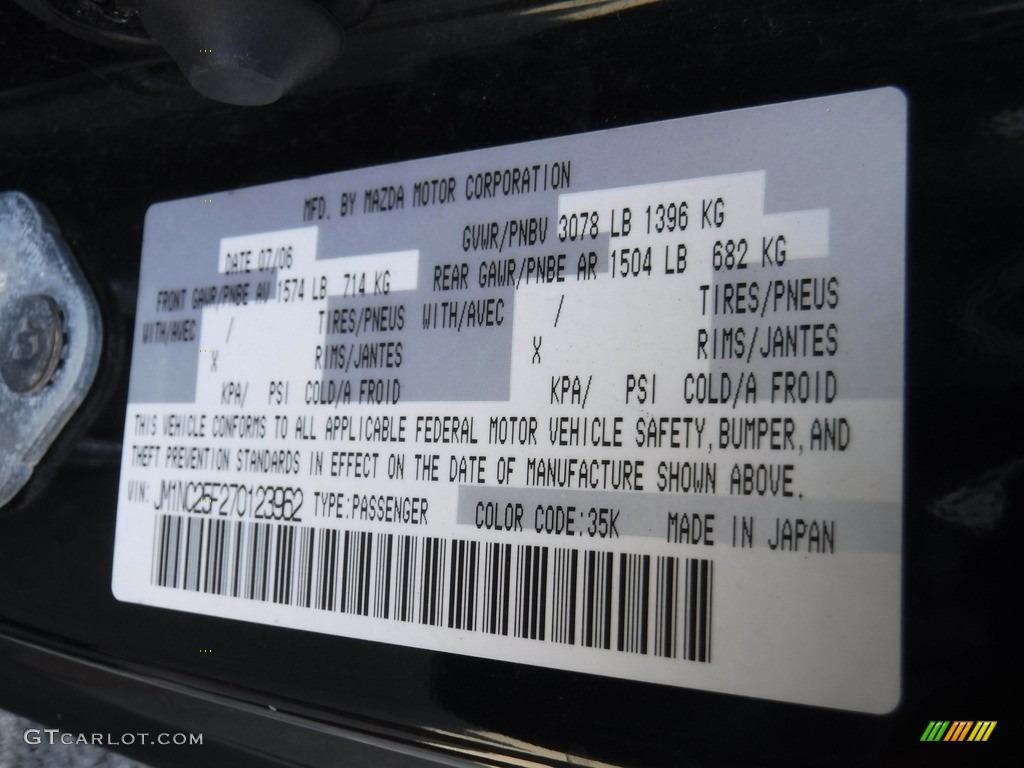 MFD. BY MAZDA MOTOR CORPORATION
DATE 07/06 GVWR/PNBV 3078 LB 1396 KG
FRONT GAWR/PNBE AV 1574 LB 714 KG REAR GAWR/PNBE AR 1504 LB 682 KG
WITH/AVEC / TIRES/PNEUS WITH/AVEC / TIRES/PNEUS
X RIMS/JANTES X RIMS/JANTES
KPA/ PSI COLD/A FROID KPA/ PSI COLD/A FROID
THIS VEHICLE CONFORMS TO ALL APPLICABLE FEDERAL MOTOR VEHICLE SAFETY, BUMPER, AND
THEFT PREVENTION STANDARDS IN EFFECT ON THE DATE OF MANUFACTURE SHOWN ABOVE.
VIN: JM1NC25F270123962 TYPE:PASSENGER COLOR CODE:35K MADE IN JAPAN
GTCARLOT.COM